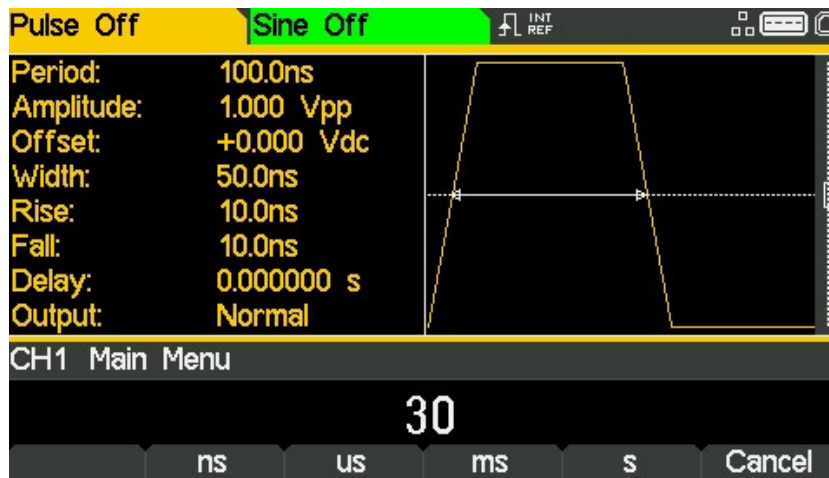 Pulse Off Sine Off INT REF
Period: 100.0ns
Amplitude: 1.000 Vpp
Offset: +0.000 Vdc
Width: 50.0ns
Rise: 10.0ns
Fall: 10.0ns
Delay: 0.000000 s
Output: Normal
CH1 Main Menu
30
ns us ms s Cancel